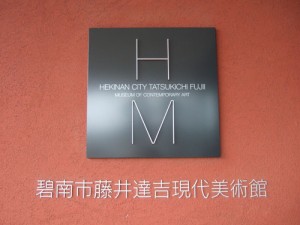 H
HEKINAN CITY TATSUKICHI FUJII
MUSEUM OF CONTEMPORARY ART
M
碧南市藤井達吉現代美術館